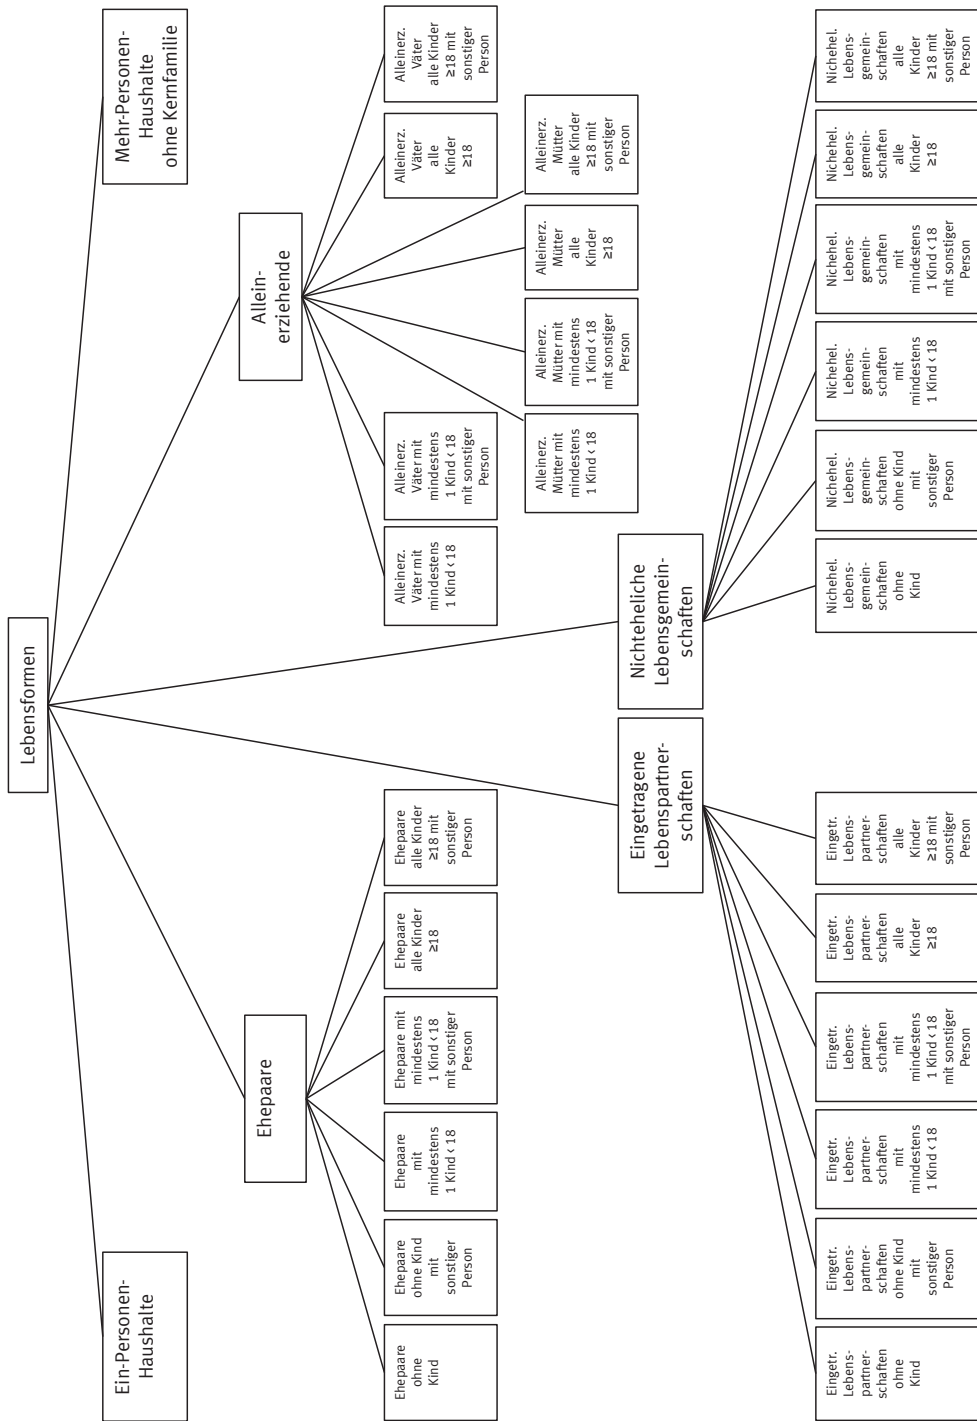 Lebensformen
Ein-Personen-
Haushalte
Mehr-Personen-
Haushalte
ohne Kernfamilie
Ehepaare
Allein-
erziehende
Ehepaare
ohne
Kind
Ehepaare
ohne Kind
mit
sonstiger
Person
Ehepaare
mit
mindestens
1 Kind < 18
Ehepaare mit
mindestens
1 Kind < 18
mit sonstiger
Person
Ehepaare
alle Kinder
≥18
Ehepaare
alle Kinder
≥18 mit
sonstiger
Person
Alleinerz.
Väter mit
mindestens
1 Kind < 18
Alleinerz.
Väter mit
mindestens
1 Kind < 18
mit sonstiger
Person
Alleinerz.
Väter
alle
Kinder
≥18
Alleinerz.
Väter
alle Kinder
≥18 mit
sonstiger
Person
Alleinerz.
Mütter mit
mindestens
1 Kind < 18
Alleinerz.
Mütter mit
mindestens
1 Kind < 18
mit sonstiger
Person
Alleinerz.
Mütter
alle
Kinder
≥18
Alleinerz.
Mütter
alle Kinder
≥18 mit
sonstiger
Person
Eingetragene
Lebenspartner-
schaften
Nichteheliche
Lebensgemein-
schaften
Eingetr.
Lebens-
partner-
schaften
ohne
Kind
Eingetr.
Lebens-
partner-
schaften
ohne Kind
mit
sonstiger
Person
Eingetr.
Lebens-
partner-
schaften
mit
mindestens
1 Kind < 18
Eingetr.
Lebens-
partner-
schaften
mit
mindestens
1 Kind < 18
mit sonstiger
Person
Eingetr.
Lebens-
partner-
schaften
alle
Kinder
≥18
Eingetr.
Lebens-
partner-
schaften
alle
Kinder
≥18 mit
sonstiger
Person
Nichehel.
Lebens-
gemein-
schaften
ohne
Kind
Nichehel.
Lebens-
gemein-
schaften
ohne Kind
mit
sonstiger
Person
Nichehel.
Lebens-
gemein-
schaften
mit
mindestens
1 Kind < 18
Nichehel.
Lebens-
gemein-
schaften
mit
mindestens
1 Kind < 18
mit sonstiger
Person
Nichehel.
Lebens-
gemein-
schaften
alle
Kinder
≥18
Nichehel.
Lebens-
gemein-
schaften
alle
Kinder
≥18 mit
sonstiger
Person